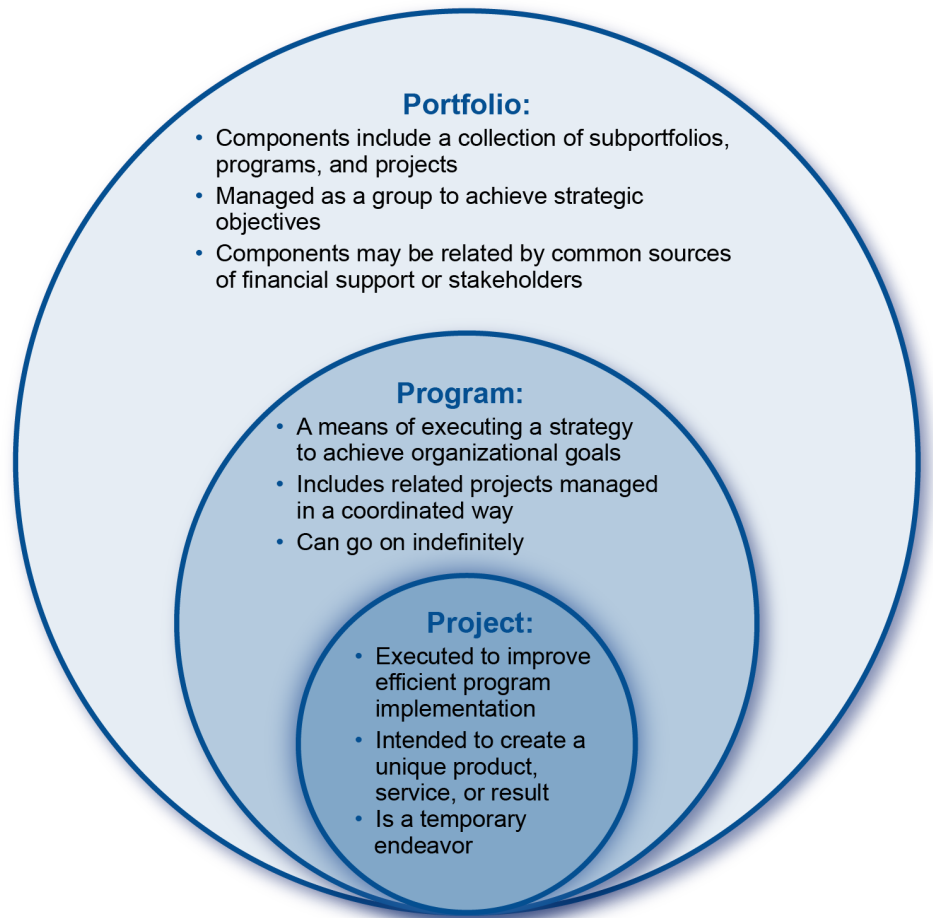 Portfolio:
• Components include a collection of subportfolios,
programs, and projects
• Managed as a group to achieve strategic
objectives
• Components may be related by common sources
of financial support or stakeholders
Program:
• A means of executing a strategy
to achieve organizational goals
• Includes related projects managed
in a coordinated way
• Can go on indefinitely
Project:
• Executed to improve
efficient program
implementation
• Intended to create a
unique product,
service, or result
• Is a temporary
endeavor